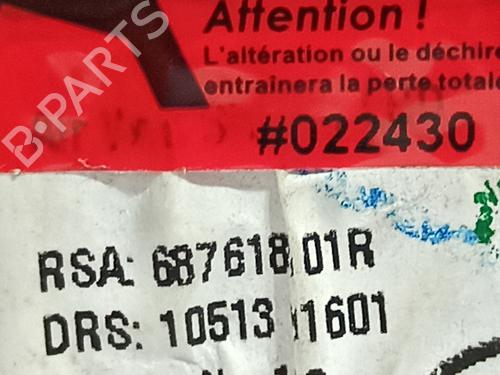 Attention !
L'altération ou le déchire
entraînera la perte totale
#022430
B-PARTS
RSA: 687618 01R
DRS: 10513 1601